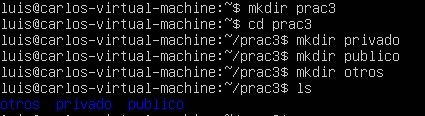 luis@carlos-virtual-machine:~$ mkdir prac3
luis@carlos-virtual-machine:~$ cd prac3
luis@carlos-virtual-machine:~/prac3$ mkdir privado
luis@carlos-virtual-machine:~/prac3$ mkdir publico
luis@carlos-virtual-machine:~/prac3$ mkdir otros
luis@carlos-virtual-machine:~/prac3$ ls
otros  privado  publico